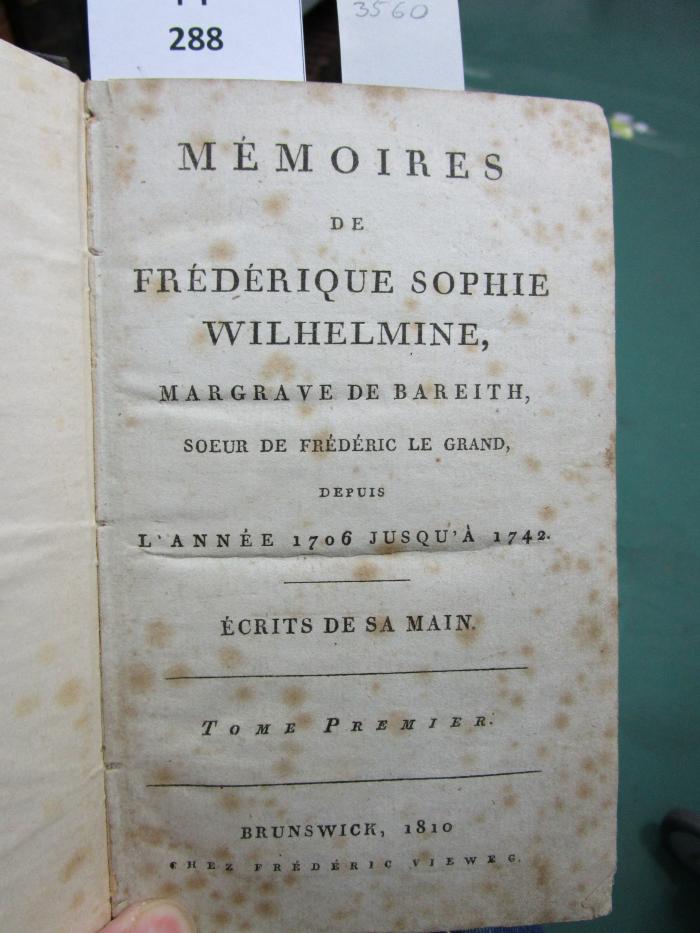 288
3560
MÉMOIRES
DE
FRÉDÉRIQUE SOPHIE
WILHELMINE,
MARGRAVE DE BAREITH,
SOEUR DE FRÉDÉRIC LE GRAND,
DEPUIS
L'ANNÉE 1706 JUSQU'À 1742.
ÉCRITS DE SA MAIN.
TOME PREMIER.
BRUNSWICK, 1810
CHEZ FRÉDÉRIC VIEWEG.